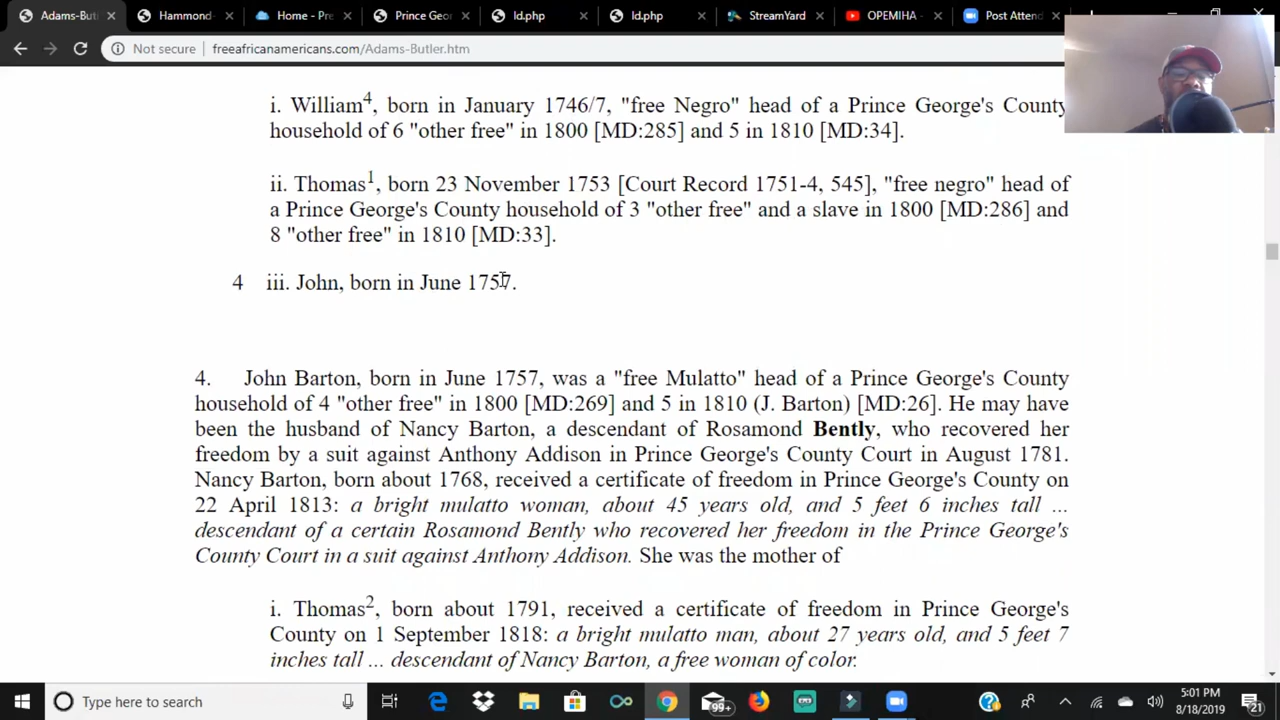 Adams-Butler.htm
Hammond-
Home - Pre
Prince Geo
ld.php
ld.php
StreamYard
OPEMIHA -
Post Attend
Not secure | freeafricanamericans.com/Adams-Butler.htm
i. William4, born in January 1746/7, "free Negro" head of a Prince George's County
household of 6 "other free" in 1800 [MD:285] and 5 in 1810 [MD:34].
ii. Thomas1, born 23 November 1753 [Court Record 1751-4, 545], "free negro" head of
a Prince George's County household of 3 "other free" and a slave in 1800 [MD:286] and
8 "other free" in 1810 [MD:33].
4 iii. John, born in June 1757.
4. John Barton, born in June 1757, was a "free Mulatto" head of a Prince George's County
household of 4 "other free" in 1800 [MD:269] and 5 in 1810 (J. Barton) [MD:26]. He may have
been the husband of Nancy Barton, a descendant of Rosamond Bently, who recovered her
freedom by a suit against Anthony Addison in Prince George's County Court in August 1781.
Nancy Barton, born about 1768, received a certificate of freedom in Prince George's County on
22 April 1813: a bright mulatto woman, about 45 years old, and 5 feet 6 inches tall ...
descendant of a certain Rosamond Bently who recovered her freedom in the Prince George's
County Court in a suit against Anthony Addison. She was the mother of
i. Thomas2, born about 1791, received a certificate of freedom in Prince George's
County on 1 September 1818: a bright mulatto man, about 27 years old, and 5 feet 7
inches tall ... descendant of Nancy Barton, a free woman of color.
Type here to search
99+
5:01 PM
8/18/2019
21